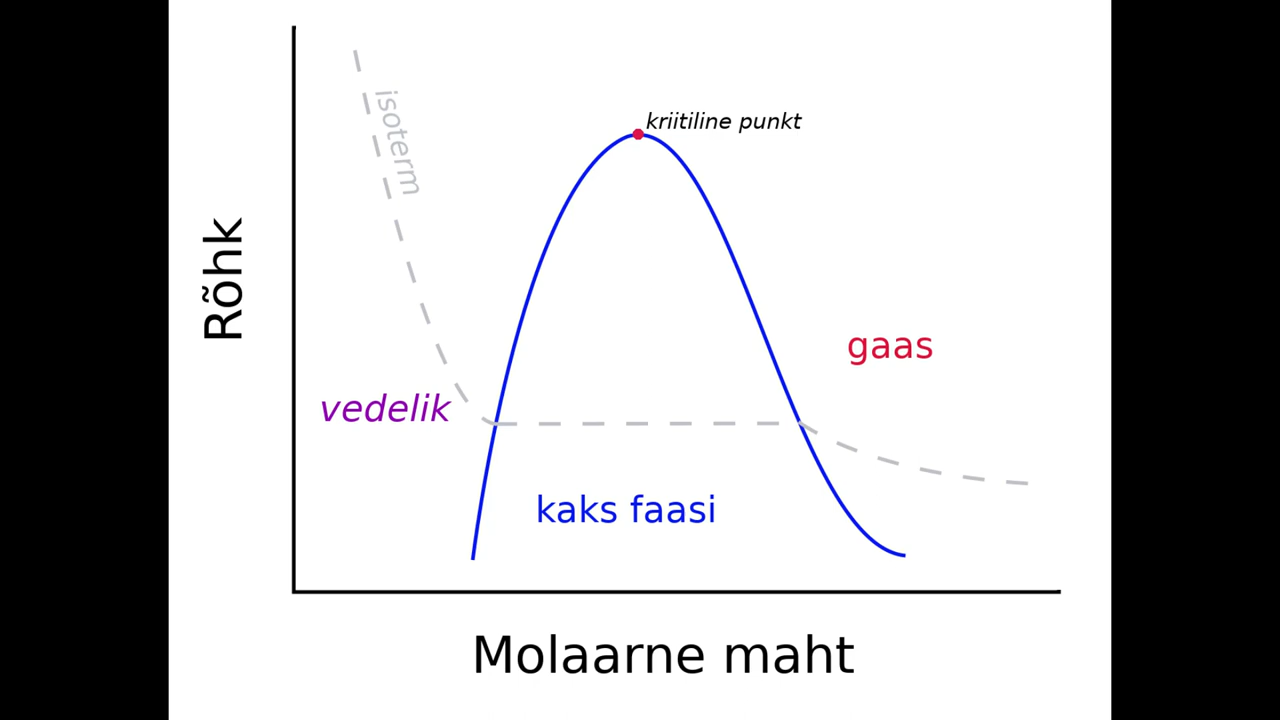 isoterm
kriitiline punkt
Rõhk
gaas
vedelik
kaks faasi
Molaarne maht